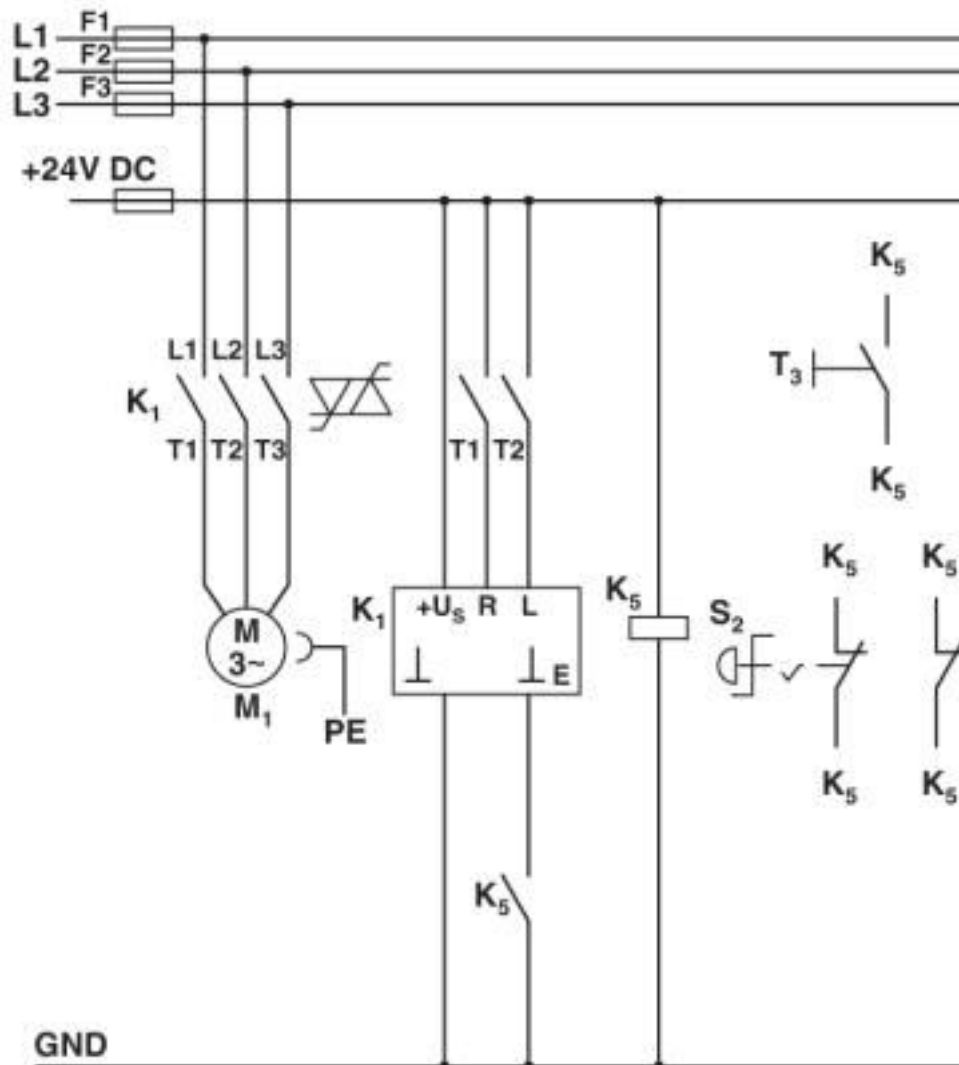 L1 F1
L2 F2
L3 F3
+24V DC
K5
L1 L2 L3
T3
K1
T1 T2 T3 T1 T2
K5
K5 K5
K1 +US R L K5 S2
M
3~
E
M1
PE
K5 K5
K5
GND